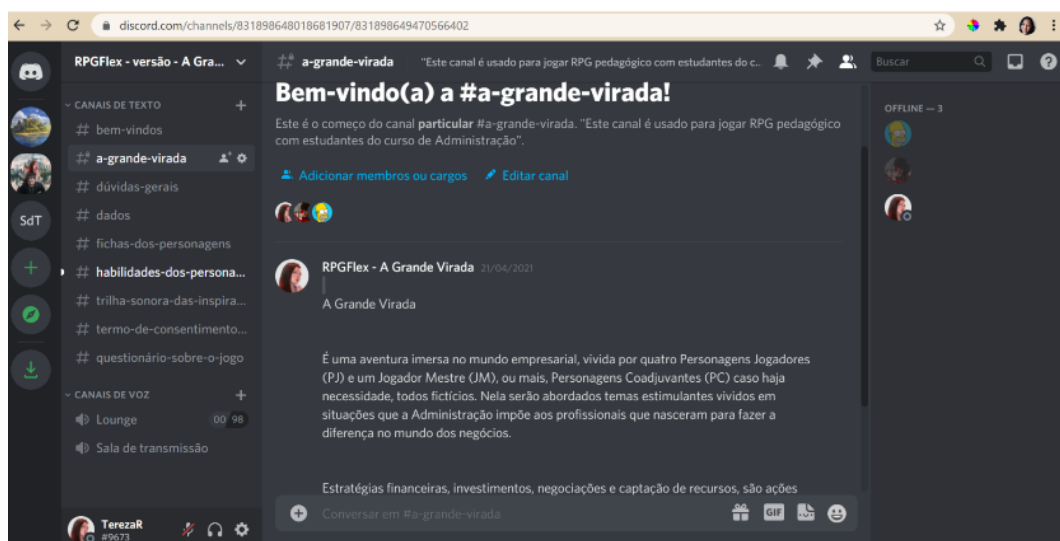 discord.com/channels/831898648018681907/831898649470566402
RPGFlex - versão - A Gra...
a-grande-virada
"Este canal é usado para jogar RPG pedagógico com estudantes do c..
Buscar
SdT
CANAIS DE TEXTO
# bem-vindos
# a-grande-virada
# dúvidas-gerais
# dados
# fichas-dos-personagens
# habilidades-dos-persona...
# trilha-sonora-das-inspira...
# termo-de-consentimento...
# questionário-sobre-o-jogo
CANAIS DE VOZ
Lounge
00 98
Sala de transmissão
TerezaR
#9673
Bem-vindo(a) a #a-grande-virada!
Este é o começo do canal particular #a-grande-virada. "Este canal é usado para jogar RPG pedagógico
com estudantes do curso de Administração".
Adicionar membros ou cargos
Editar canal
RPGFlex - A Grande Virada 21/04/2021
A Grande Virada
É uma aventura imersa no mundo empresarial, vivida por quatro Personagens Jogadores
(PJ) e um Jogador Mestre (JM), ou mais, Personagens Coadjuvantes (PC) caso haja
necessidade, todos fictícios. Nela serão abordados temas estimulantes vividos em
situações que a Administração impõe aos profissionais que nasceram para fazer a
diferença no mundo dos negócios.
Estratégias financeiras, investimentos, negociações e captação de recursos, são ações
Conversar em #a-grande-virada
GIF
OFFLINE — 3